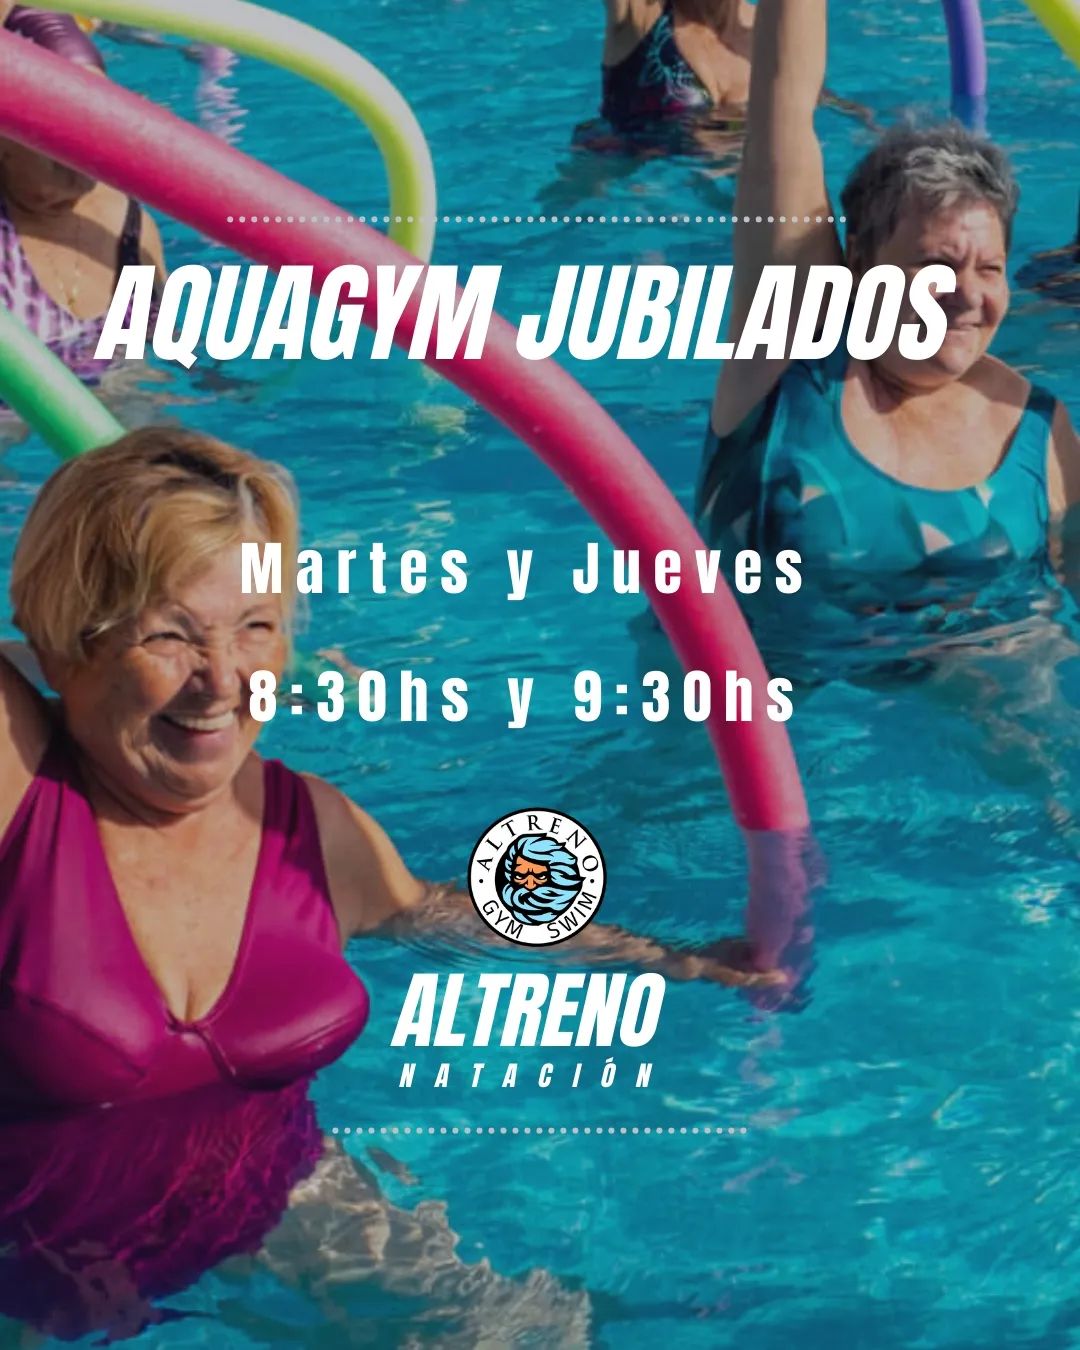 AQUAGYM JUBILADOS
Martes y Jueves
8:30hs y 9:30hs
ALTRENO
GYM SWIM
ALTRENO
NATACIÓN